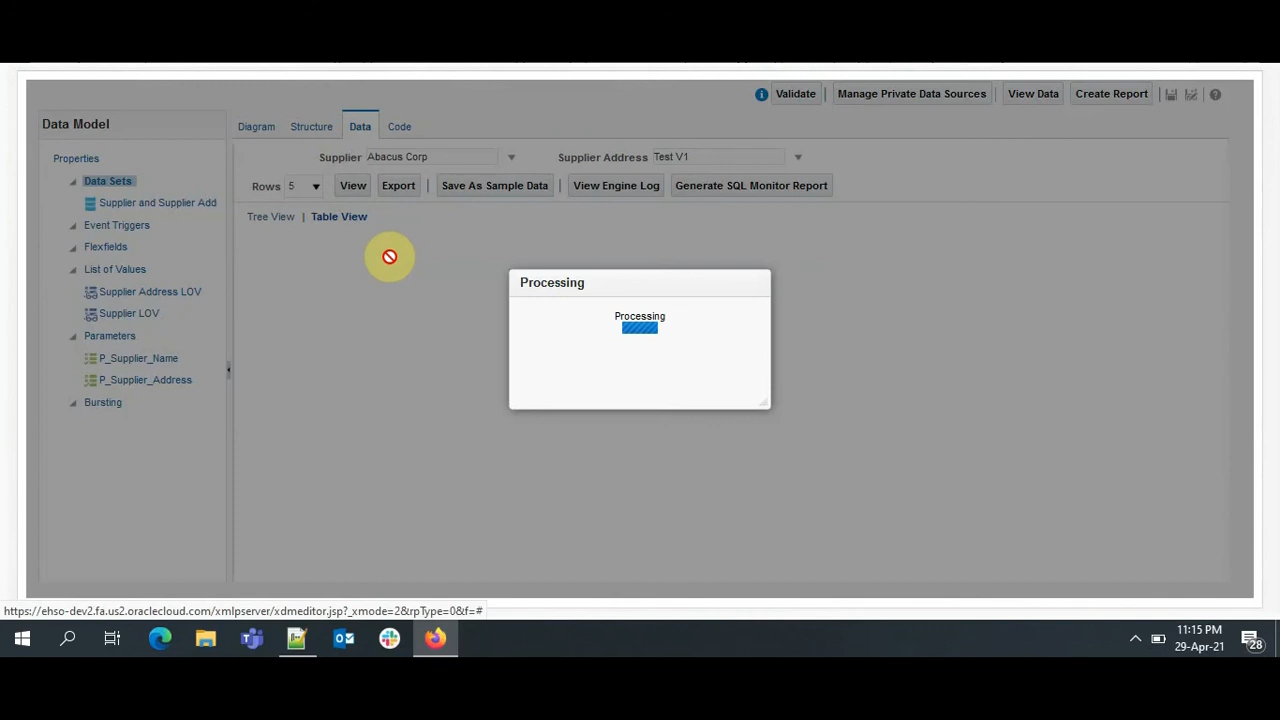 Validate
Manage Private Data Sources
View Data
Create Report
Data Model
Diagram
Structure
Data
Code
Properties
Data Sets
Supplier and Supplier Add
Event Triggers
Flexfields
List of Values
Supplier Address LOV
Supplier LOV
Parameters
P_Supplier_Name
P_Supplier_Address
Bursting
Supplier Abacus Corp
Supplier Address Test V1
Rows 5
View
Export
Save As Sample Data
View Engine Log
Generate SQL Monitor Report
Tree View | Table View
Processing
Processing
https://ehso-dev2.fa.us2.oraclecloud.com/xmlpserver/xdmeditor.jsp?_xmode=2&rpType=0&f=#
11:15 PM
29-Apr-21
28